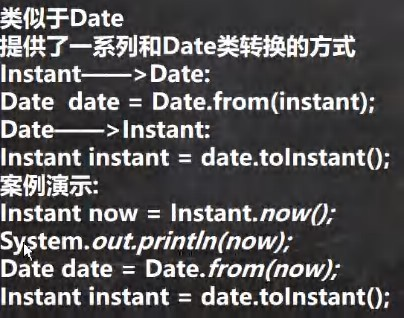 类似于Date
提供了一系列和Date类转换的方式
Instant——>Date:
Date date = Date.from(instant);
Date——>Instant:
Instant instant = date.toInstant();
案例演示:
Instant now = Instant.now();
System.out.println(now);
Date date = Date.from(now);
Instant instant = date.toInstant();